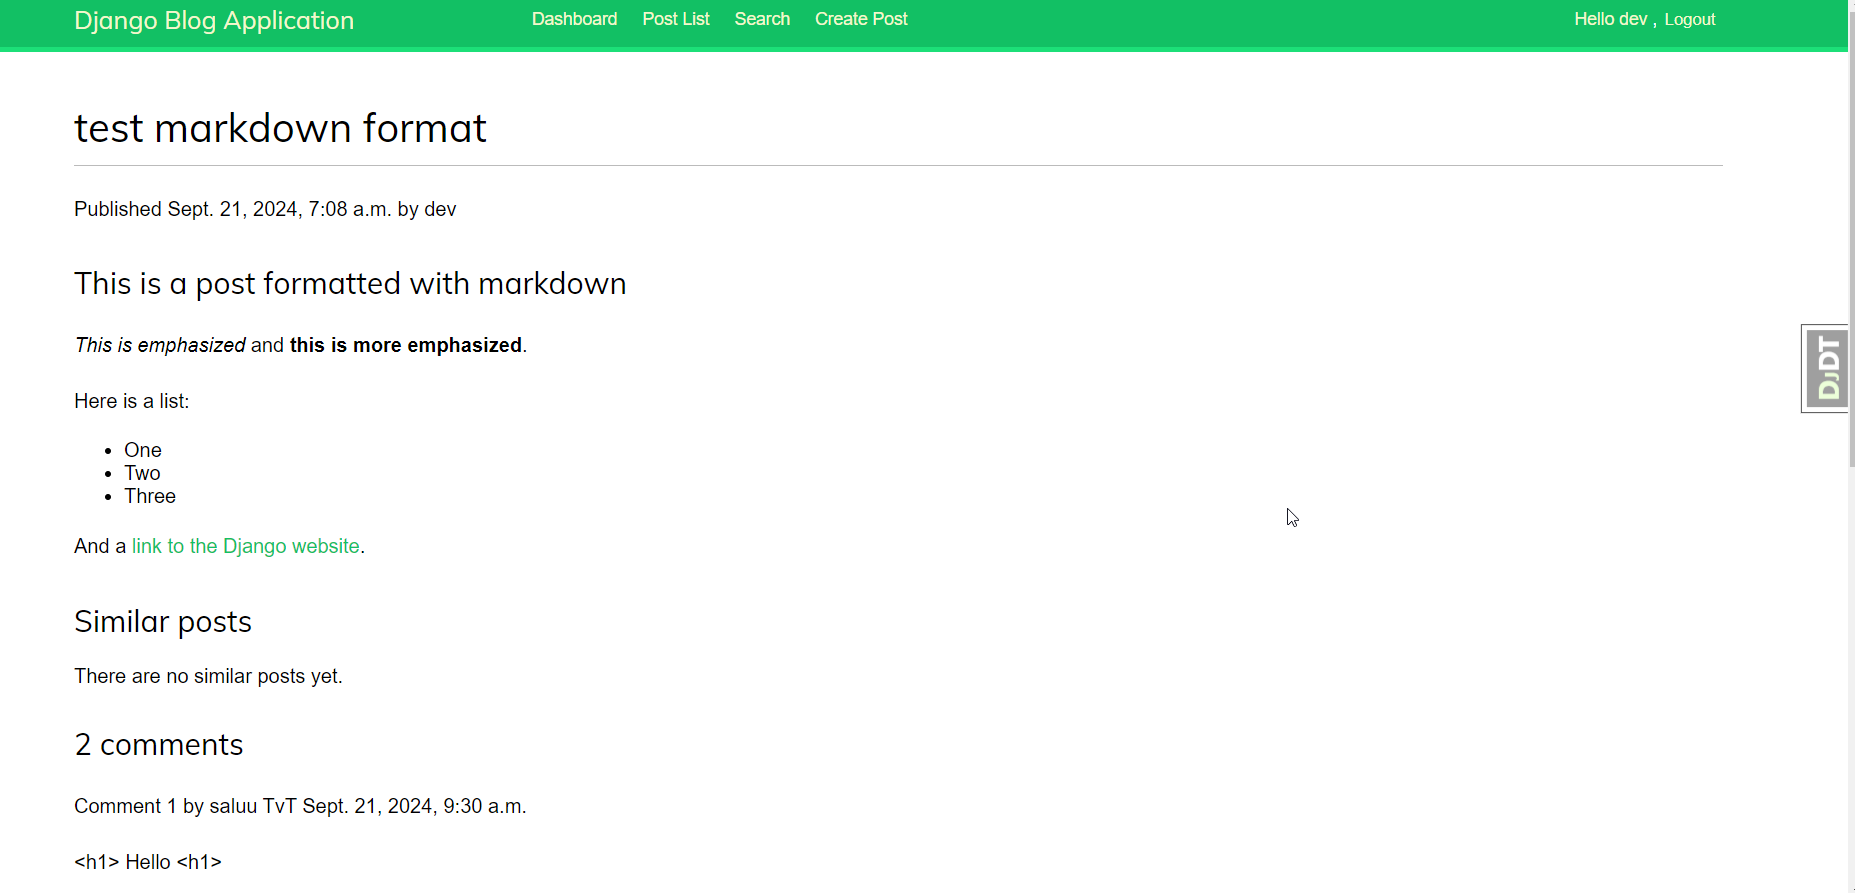 Django Blog Application Dashboard Post List Search Create Post Hello dev , Logout
test markdown format
Published Sept. 21, 2024, 7:08 a.m. by dev
This is a post formatted with markdown
This is emphasized and this is more emphasized.
Here is a list:
• One
• Two
• Three
And a link to the Django website.
DJDT
Similar posts
There are no similar posts yet.
2 comments
Comment 1 by saluu TvT Sept. 21, 2024, 9:30 a.m.
<h1> Hello <h1>